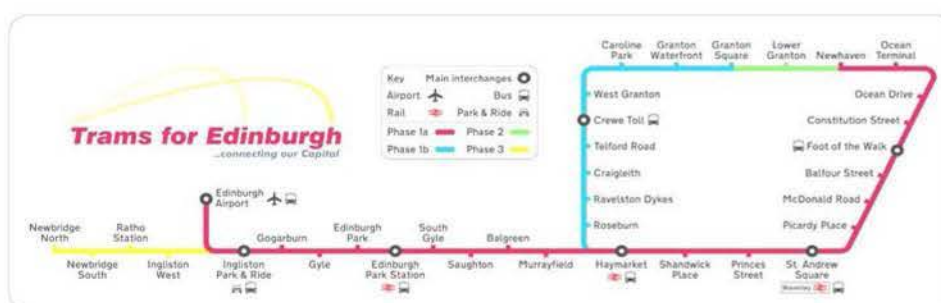 Caroline
Park
Granton
Waterfront
Granton
Square
Lower
Granton
Newhaven
Ocean
Terminal
Key Main interchanges
Airport Bus
Rail Park & Ride
Phase 1a Phase 2
Phase 1b Phase 3
Trams for Edinburgh
...connecting our Capital
West Granton
Crewe Toll
Telford Road
Craigleith
Ravelston Dykes
Roseburn
Ocean Drive
Constitution Street
Foot of the Walk
Balfour Street
McDonald Road
Picardy Place
Edinburgh
Airport
Newbridge
North
Newbridge
South
Ratho
Station
Ingliston
West
Ingliston
Park & Ride
Gogarburn
Gyle
Edinburgh
Park
Edinburgh
Park Station
South
Gyle
Saughton
Balgreen
Murrayfield
Haymarket
Shandwick
Place
Princes
Street
St. Andrew
Square
Waverley